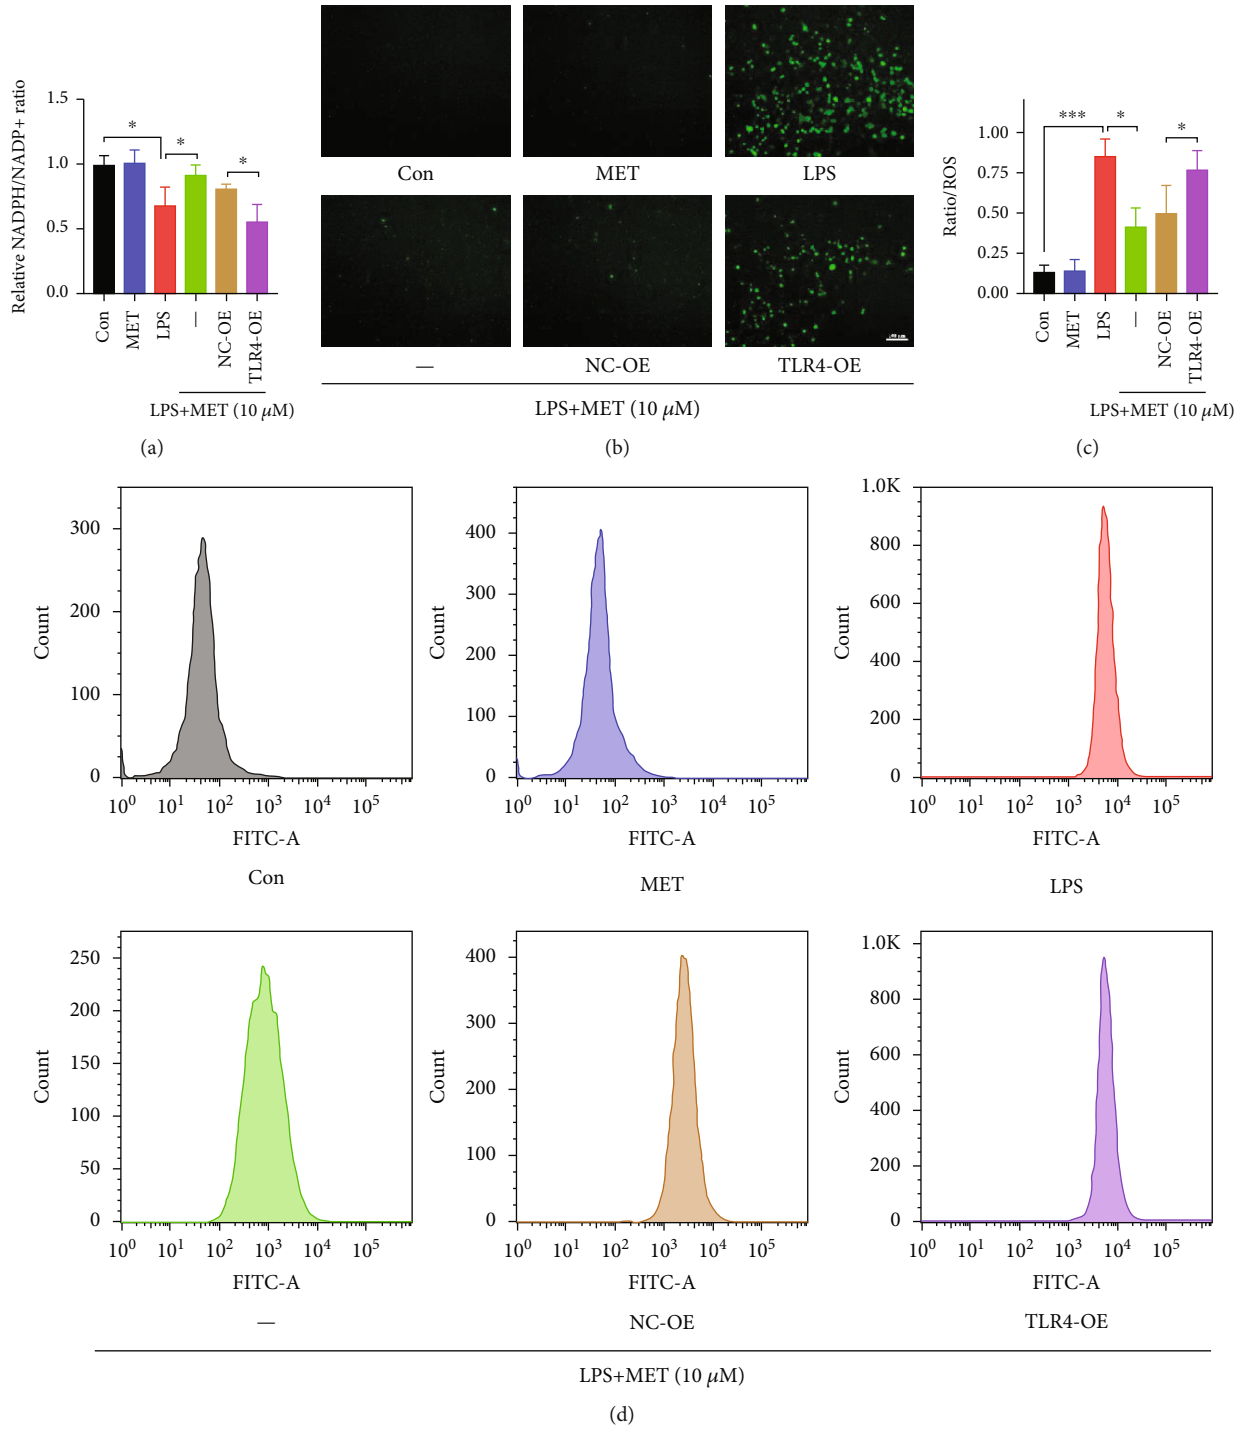 Relative NADPH/NADP+ ratio
1.5
1.0
0.5
0.0
*
*
*
Con
MET
LPS
—
NC-OE
TLR4-OE
LPS+MET (10 μM)
(a)
Con
MET
LPS
—
NC-OE
TLR4-OE
LPS+MET (10 μM)
(b)
Ratio/ROS
1.00
0.75
0.50
0.25
0.00
***
*
*
Con
MET
LPS
—
NC-OE
TLR4-OE
LPS+MET (10 μM)
(c)
Count
300
200
100
0
10⁰ 10¹ 10² 10³ 10⁴ 10⁵
FITC-A
Con
Count
400
300
200
100
0
10⁰ 10¹ 10² 10³ 10⁴ 10⁵
FITC-A
MET
Count
1.0K
800
600
400
200
0
10⁰ 10¹ 10² 10³ 10⁴ 10⁵
FITC-A
LPS
Count
250
200
150
100
50
0
10⁰ 10¹ 10² 10³ 10⁴ 10⁵
FITC-A
—
Count
400
300
200
100
0
10⁰ 10¹ 10² 10³ 10⁴ 10⁵
FITC-A
NC-OE
Count
1.0K
800
600
400
200
0
10⁰ 10¹ 10² 10³ 10⁴ 10⁵
FITC-A
TLR4-OE
LPS+MET (10 μM)
(d)